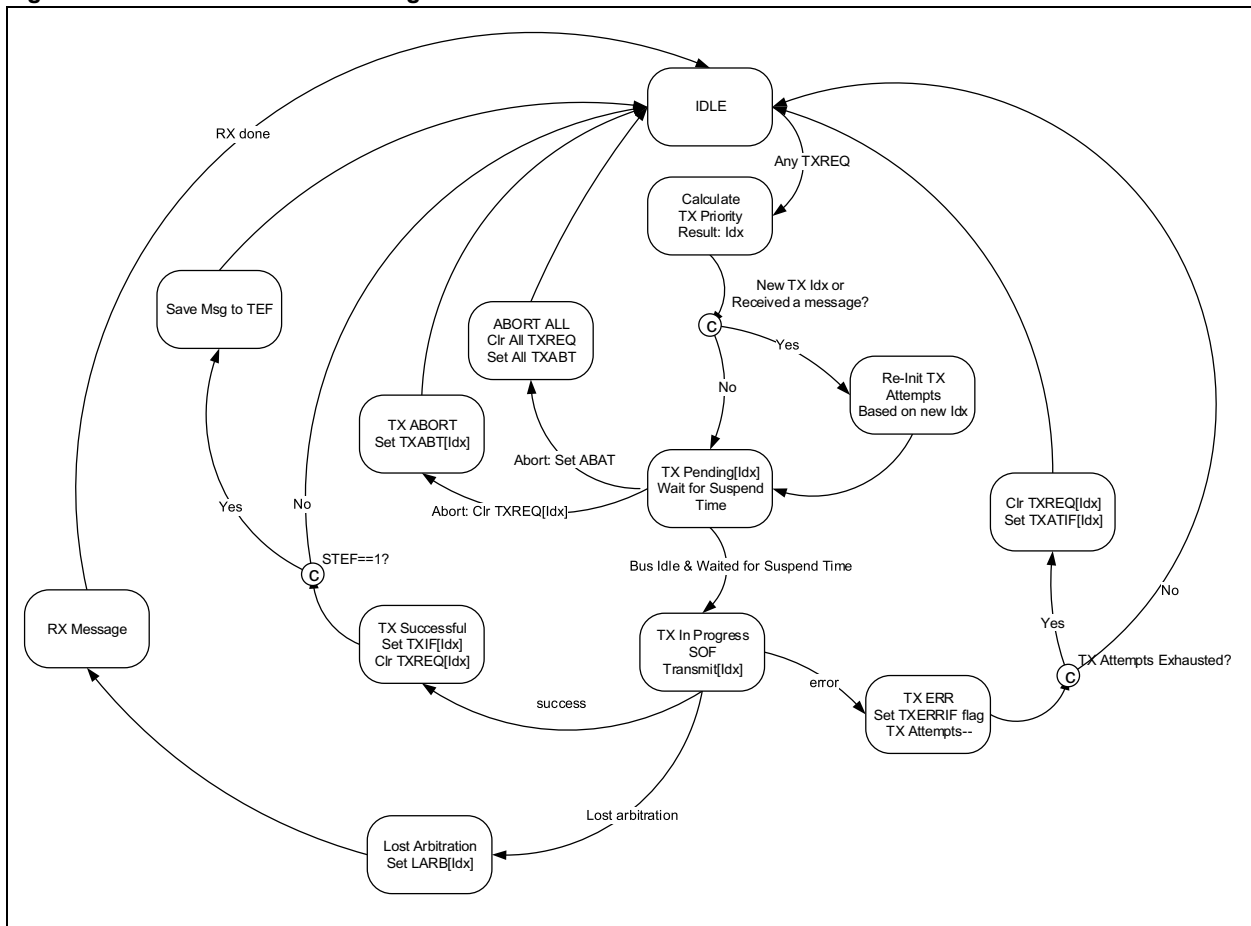 IDLE
RX done
Any TXREQ
Calculate
TX Priority
Result: Idx
New TX Idx or
Received a message?
Save Msg to TEF
ABORT ALL
Clr All TXREQ
Set All TXABT
C
Yes
No
Re-Init TX
Attempts
Based on new Idx
TX ABORT
Set TXABT[Idx]
Abort: Set ABAT
TX Pending[Idx]
Wait for Suspend
Time
Abort: Clr TXREQ[Idx]
Clr TXREQ[Idx]
Set TXATIF[Idx]
Yes
No
STEF==1?
C
Bus Idle & Waited for Suspend Time
No
RX Message
TX Successful
Set TXIF[Idx]
Clr TXREQ[Idx]
TX In Progress
SOF
Transmit[Idx]
Yes
TX Attempts Exhausted?
C
error
success
TX ERR
Set TXERRIF flag
TX Attempts--
Lost arbitration
Lost Arbitration
Set LARB[Idx]